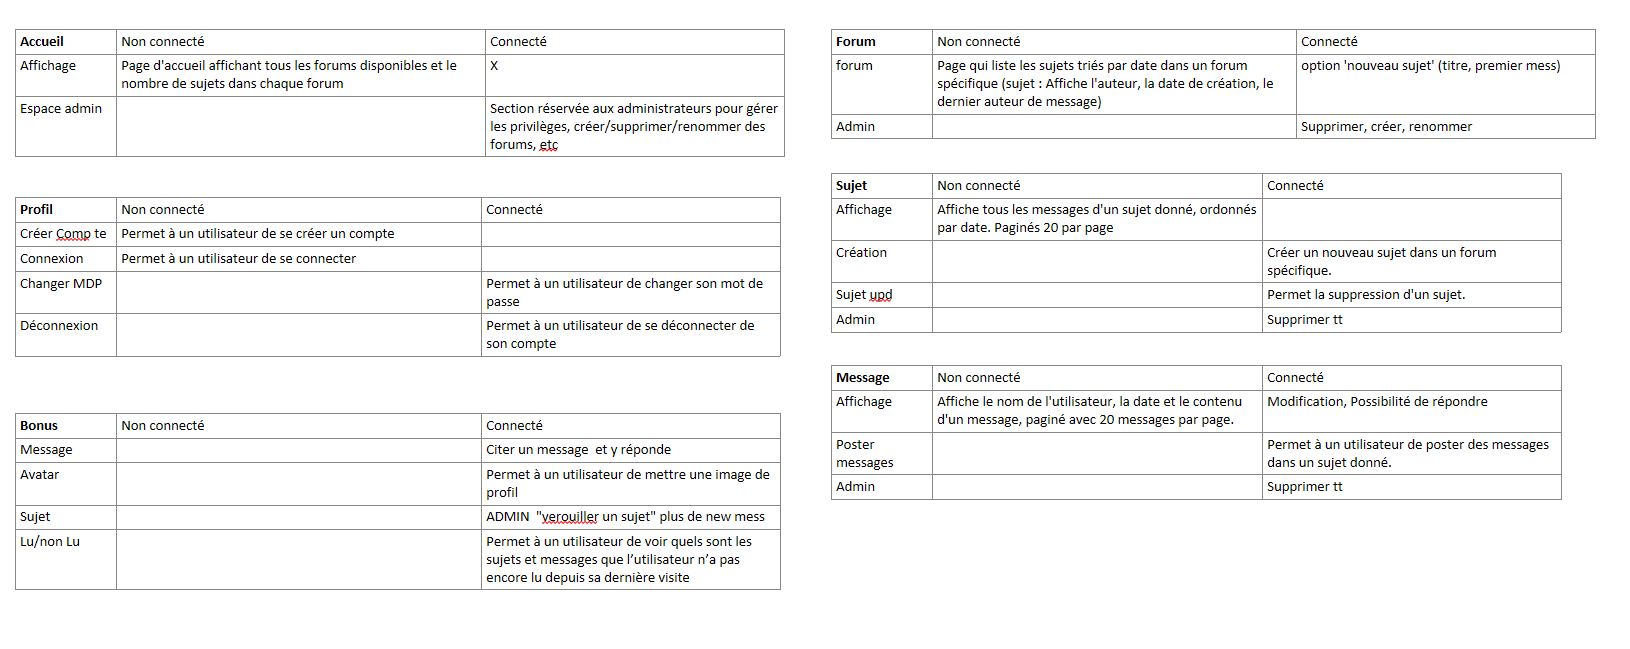 Accueil Non connecté Connecté
Affichage Page d'accueil affichant tous les forums disponibles et le X
nombre de sujets dans chaque forum
Espace admin Section réservée aux administrateurs pour gérer
les privilèges, créer/supprimer/renommer des
forums, etc
Profil Non connecté Connecté
Créer Comp te Permet à un utilisateur de se créer un compte
Connexion Permet à un utilisateur de se connecter
Changer MDP Permet à un utilisateur de changer son mot de
passe
Déconnexion Permet à un utilisateur de se déconnecter de
son compte
Bonus Non connecté Connecté
Message Citer un message et y réponde
Avatar Permet à un utilisateur de mettre une image de
profil
Sujet ADMIN "verouiller un sujet" plus de new mess
Lu/non Lu Permet à un utilisateur de voir quels sont les
sujets et messages que l’utilisateur n’a pas
encore lu depuis sa dernière visite
Forum Non connecté Connecté
forum Page qui liste les sujets triés par date dans un forum option 'nouveau sujet' (titre, premier mess)
spécifique (sujet : Affiche l'auteur, la date de création, le
dernier auteur de message)
Admin Supprimer, créer, renommer
Sujet Non connecté Connecté
Affichage Affiche tous les messages d'un sujet donné, ordonnés
par date. Paginés 20 par page
Création Créer un nouveau sujet dans un forum
spécifique.
Sujet upd Permet la suppression d'un sujet.
Admin Supprimer tt
Message Non connecté Connecté
Affichage Affiche le nom de l'utilisateur, la date et le contenu Modification, Possibilité de répondre
d'un message, paginé avec 20 messages par page.
Poster Permet à un utilisateur de poster des messages
messages dans un sujet donné.
Admin Supprimer tt